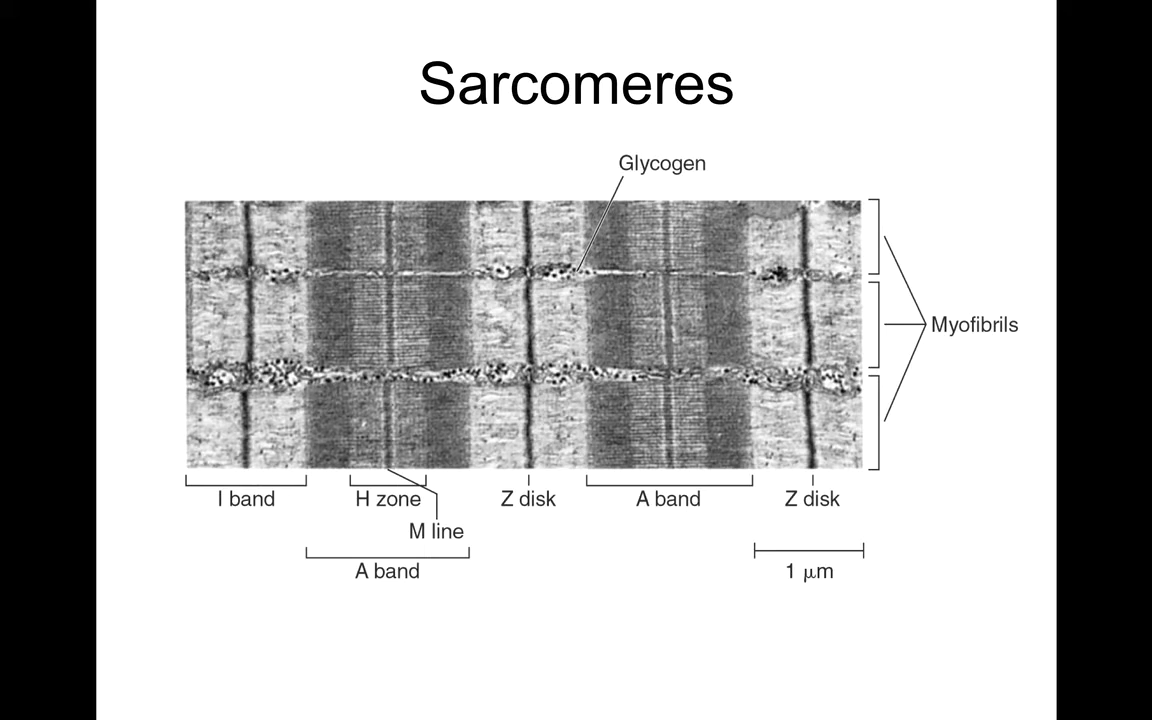 Sarcomeres
Glycogen
Myofibrils
I band
H zone
Z disk
A band
Z disk
M line
A band
1 μm